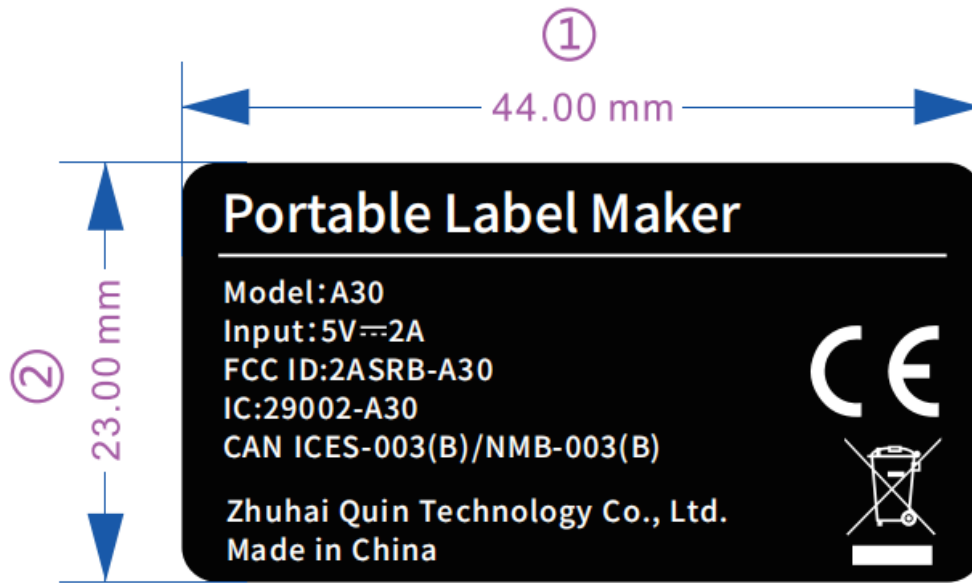 ①
44.00 mm
② 23.00 mm
Portable Label Maker
Model:A30
Input:5V⎓2A
FCC ID:2ASRB-A30
IC:29002-A30
CAN ICES-003(B)/NMB-003(B)
CE
Zhuhai Quin Technology Co., Ltd.
Made in China